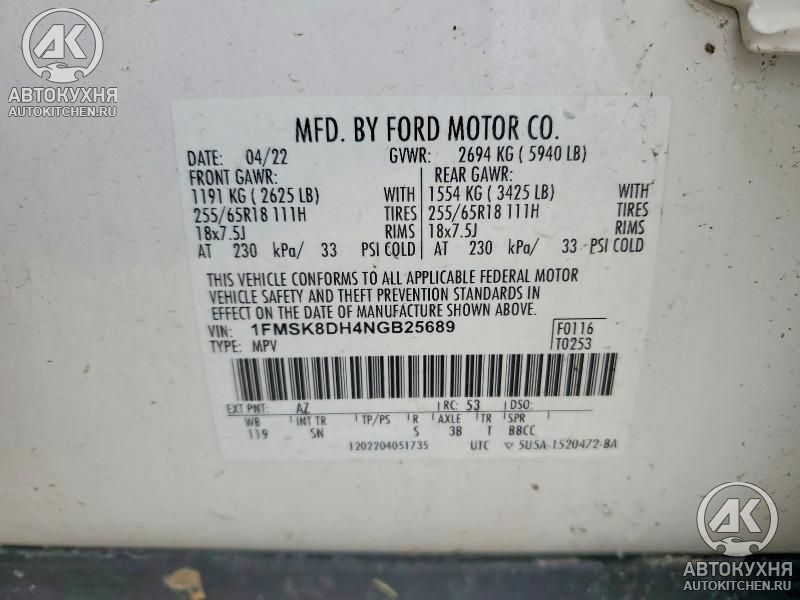 AK
АВТОКУХНЯ
AUTOKITCHEN.RU
MFD. BY FORD MOTOR CO.
DATE: 04/22 GVWR: 2694 KG ( 5940 LB)
FRONT GAWR: REAR GAWR:
1191 KG ( 2625 LB) WITH 1554 KG ( 3425 LB) WITH
255/65R18 111H TIRES 255/65R18 111H TIRES
18x7.5J RIMS 18x7.5J RIMS
AT 230 kPa/ 33 PSI COLD AT 230 kPa/ 33 PSI COLD
THIS VEHICLE CONFORMS TO ALL APPLICABLE FEDERAL MOTOR
VEHICLE SAFETY AND THEFT PREVENTION STANDARDS IN
EFFECT ON THE DATE OF MANUFACTURE SHOWN ABOVE.
VIN: 1FMSK8DH4NGB25689 F0116
TYPE: MPV T0253
EXT PNT: AZ RC: 53 DSO:
WB INT TR TP/PS R AXLE TR SPR
119 SN S 3B T BBCC
1202204051735 UTC ▽ 5U5A-1520472-BA
AK
АВТОКУХНЯ
AUTOKITCHEN.RU